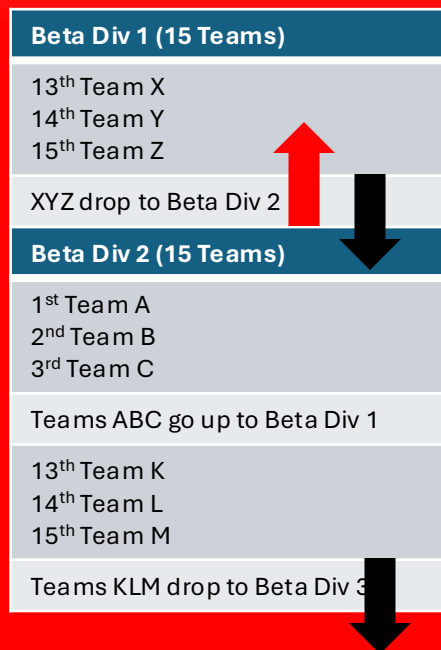 Beta Div 1 (15 Teams)
13th Team X
14th Team Y
15th Team Z
XYZ drop to Beta Div 2
Beta Div 2 (15 Teams)
1st Team A
2nd Team B
3rd Team C
Teams ABC go up to Beta Div 1
13th Team K
14th Team L
15th Team M
Teams KLM drop to Beta Div 3